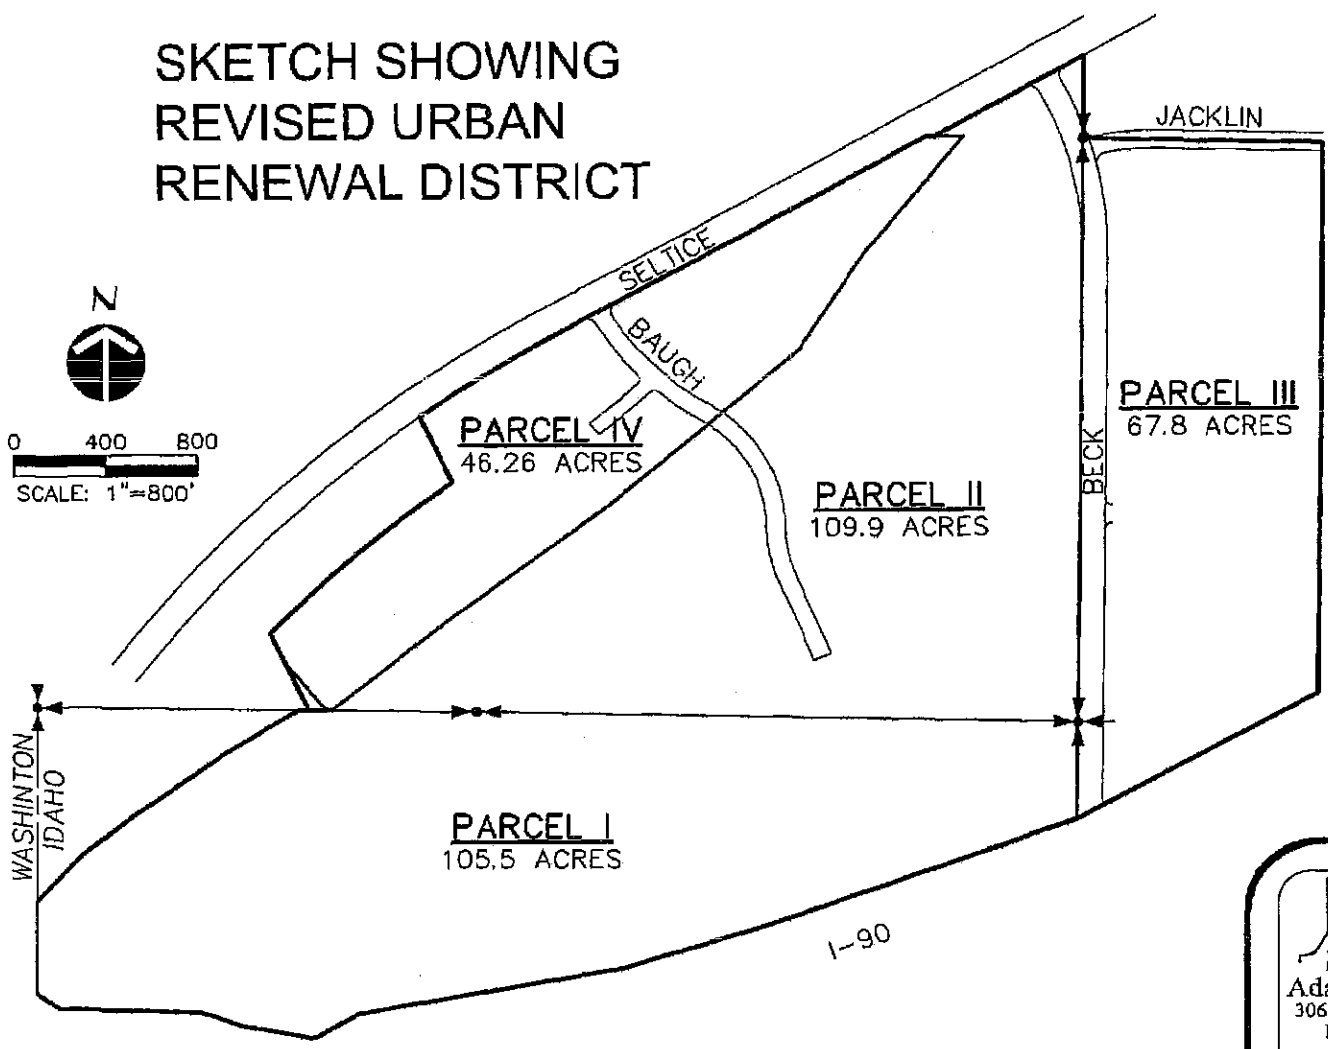 SKETCH SHOWING
REVISED URBAN
RENEWAL DISTRICT
JACKLIN
SELTICE
N
BAUGH
0 400 800
SCALE: 1"=800'
PARCEL IV
46.26 ACRES
PARCEL III
67.8 ACRES
BECK
PARCEL II
109.9 ACRES
WASHINTON
IDAHO
PARCEL I
105.5 ACRES
I-90
306